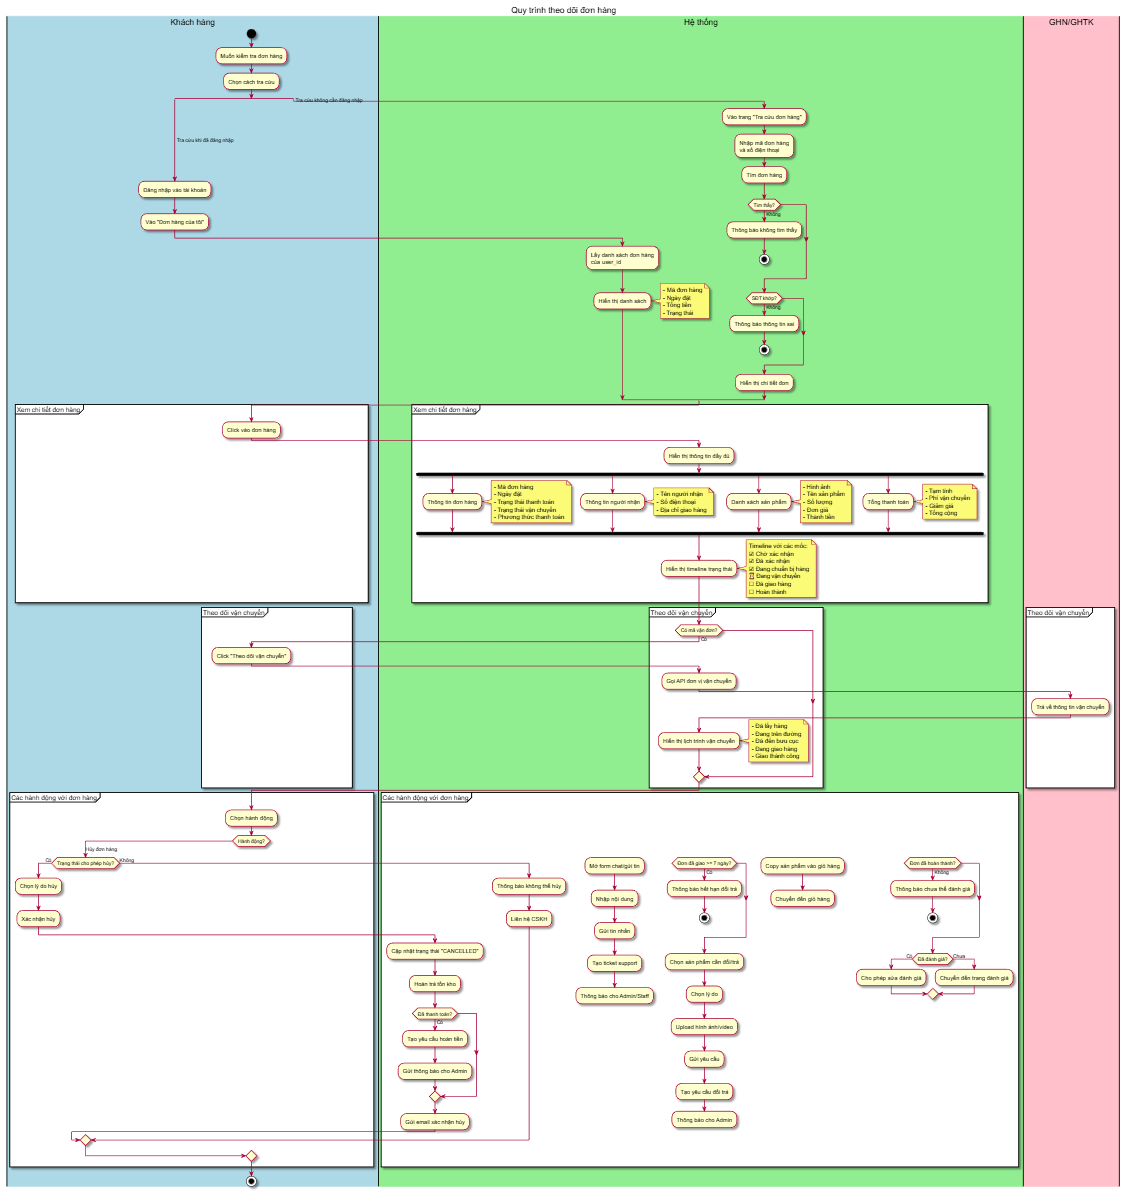 Quy trình theo dõi đơn hàng
Khách hàng
Hệ thống
GHN/GHTK
Muốn kiểm tra đơn hàng
Chọn cách tra cứu
Tra cứu không cần đăng nhập
Tra cứu khi đã đăng nhập
Vào trang "Tra cứu đơn hàng"
Nhập mã đơn hàng
và số điện thoại
Tìm đơn hàng
Tìm thấy?
Không
Thông báo không tìm thấy
Đăng nhập vào tài khoản
Vào "Đơn hàng của tôi"
Lấy danh sách đơn hàng
của user_id
Hiển thị danh sách
- Mã đơn hàng
- Ngày đặt
- Tổng tiền
- Trạng thái
SĐT khớp?
Không
Thông báo thông tin sai
Hiển thị chi tiết đơn
Xem chi tiết đơn hàng
Xem chi tiết đơn hàng
Click vào đơn hàng
Hiển thị thông tin đầy đủ
Thông tin đơn hàng
- Mã đơn hàng
- Ngày đặt
- Trạng thái thanh toán
- Trạng thái vận chuyển
- Phương thức thanh toán
Thông tin người nhận
- Tên người nhận
- Số điện thoại
- Địa chỉ giao hàng
Danh sách sản phẩm
- Hình ảnh
- Tên sản phẩm
- Số lượng
- Đơn giá
- Thành tiền
Tổng thanh toán
- Tạm tính
- Phí vận chuyển
- Giảm giá
- Tổng cộng
Hiển thị timeline trạng thái
Timeline với các mốc:
☑ Chờ xác nhận
☑ Đã xác nhận
☑ Đang chuẩn bị hàng
⏳ Đang vận chuyển
☐ Đã giao hàng
☐ Hoàn thành
Theo dõi vận chuyển
Theo dõi vận chuyển
Theo dõi vận chuyển
Có mã vận đơn?
Có
Click "Theo dõi vận chuyển"
Gọi API đơn vị vận chuyển
Trả về thông tin vận chuyển
Hiển thị lịch trình vận chuyển
- Đã lấy hàng
- Đang trên đường
- Đã đến bưu cục
- Đang giao hàng
- Giao thành công
Các hành động với đơn hàng
Các hành động với đơn hàng
Chọn hành động
Hành động?
Hủy đơn hàng
Có
Trạng thái cho phép hủy?
Không
Chọn lý do hủy
Xác nhận hủy
Thông báo không thể hủy
Liên hệ CSKH
Cập nhật trạng thái "CANCELLED"
Hoàn trả tồn kho
Đã thanh toán?
Có
Tạo yêu cầu hoàn tiền
Gửi thông báo cho Admin
Gửi email xác nhận hủy
Mở form chat/gửi tin
Nhập nội dung
Gửi tin nhắn
Tạo ticket support
Thông báo cho Admin/Staff
Đơn đã giao >= 7 ngày?
Có
Thông báo hết hạn đổi trả
Chọn sản phẩm cần đổi/trả
Chọn lý do
Upload hình ảnh/video
Gửi yêu cầu
Tạo yêu cầu đổi trả
Thông báo cho Admin
Copy sản phẩm vào giỏ hàng
Chuyển đến giỏ hàng
Đơn đã hoàn thành?
Không
Thông báo chưa thể đánh giá
Có
Đã đánh giá?
Chưa
Cho phép sửa đánh giá
Chuyển đến trang đánh giá